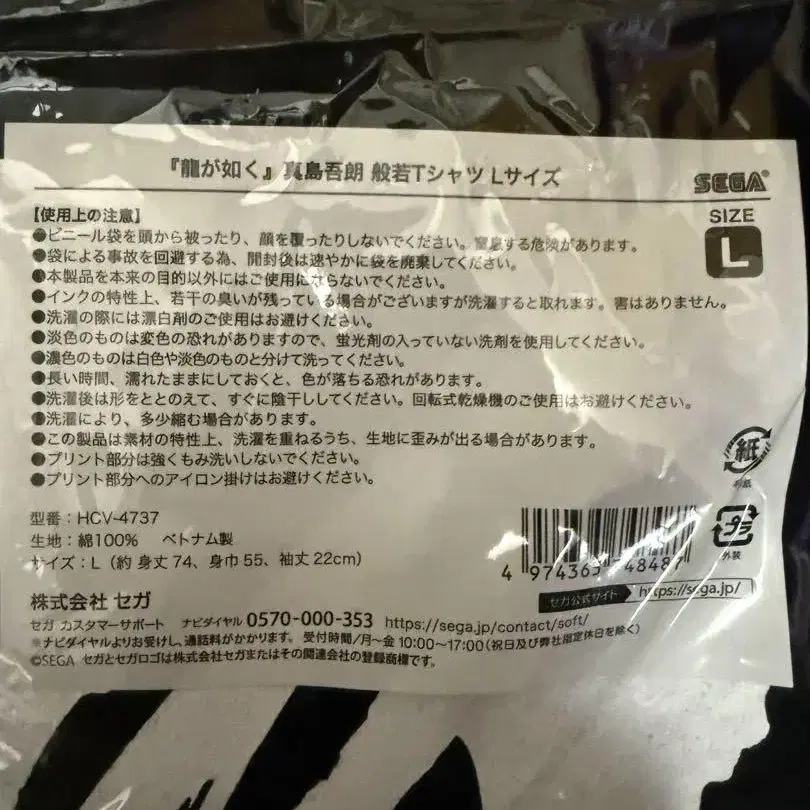 『龍が如く』真島吾朗 般若Tシャツ Lサイズ
SEGA
SIZE
L
【使用上の注意】
●ビニール袋を頭から被ったり、顔を覆ったりしないでください。窒息する危険があります。
●袋による事故を回避する為、開封後は速やかに袋を廃棄してください。
●本製品を本来の目的以外にはご使用にならないでください。
●インクの特性上、若干の臭いが残っている場合がございますが洗濯すると取れます。害はありません。
●洗濯の際には漂白剤のご使用はお避けください。
●淡色のものは変色の恐れがありますので、蛍光剤の入っていない洗剤を使用してください。
●濃色のものは白色や淡色のものと分けて洗ってください。
●長い時間、濡れたままにしておくと、色が落ちる恐れがあります。
●洗濯後は形をととのえて、すぐに陰干ししてください。回転式乾燥機のご使用はお避けください。
●洗濯により、多少縮む場合があります。
●この製品は素材の特性上、洗濯を重ねるうち、生地に歪みが出る場合があります。
●プリント部分は強くもみ洗いしないでください。
●プリント部分へのアイロン掛けはお避けください。
紙
プラ
外装
型番：HCV-4737
生地：綿100% ベトナム製
サイズ：L（約 身丈 74、身巾 55、袖丈 22cm）
4 974365 48487
セガ公式サイト https://sega.jp/
株式会社 セガ
セガ カスタマーサポート ナビダイヤル 0570-000-353 https://sega.jp/contact/soft/
※ナビダイヤルよりお受けし、通話料がかかります。 受付時間／月〜金 10:00〜17:00（祝日及び弊社指定休日を除く）
©SEGA セガとセガロゴは株式会社セガまたはその関連会社の登録商標です。